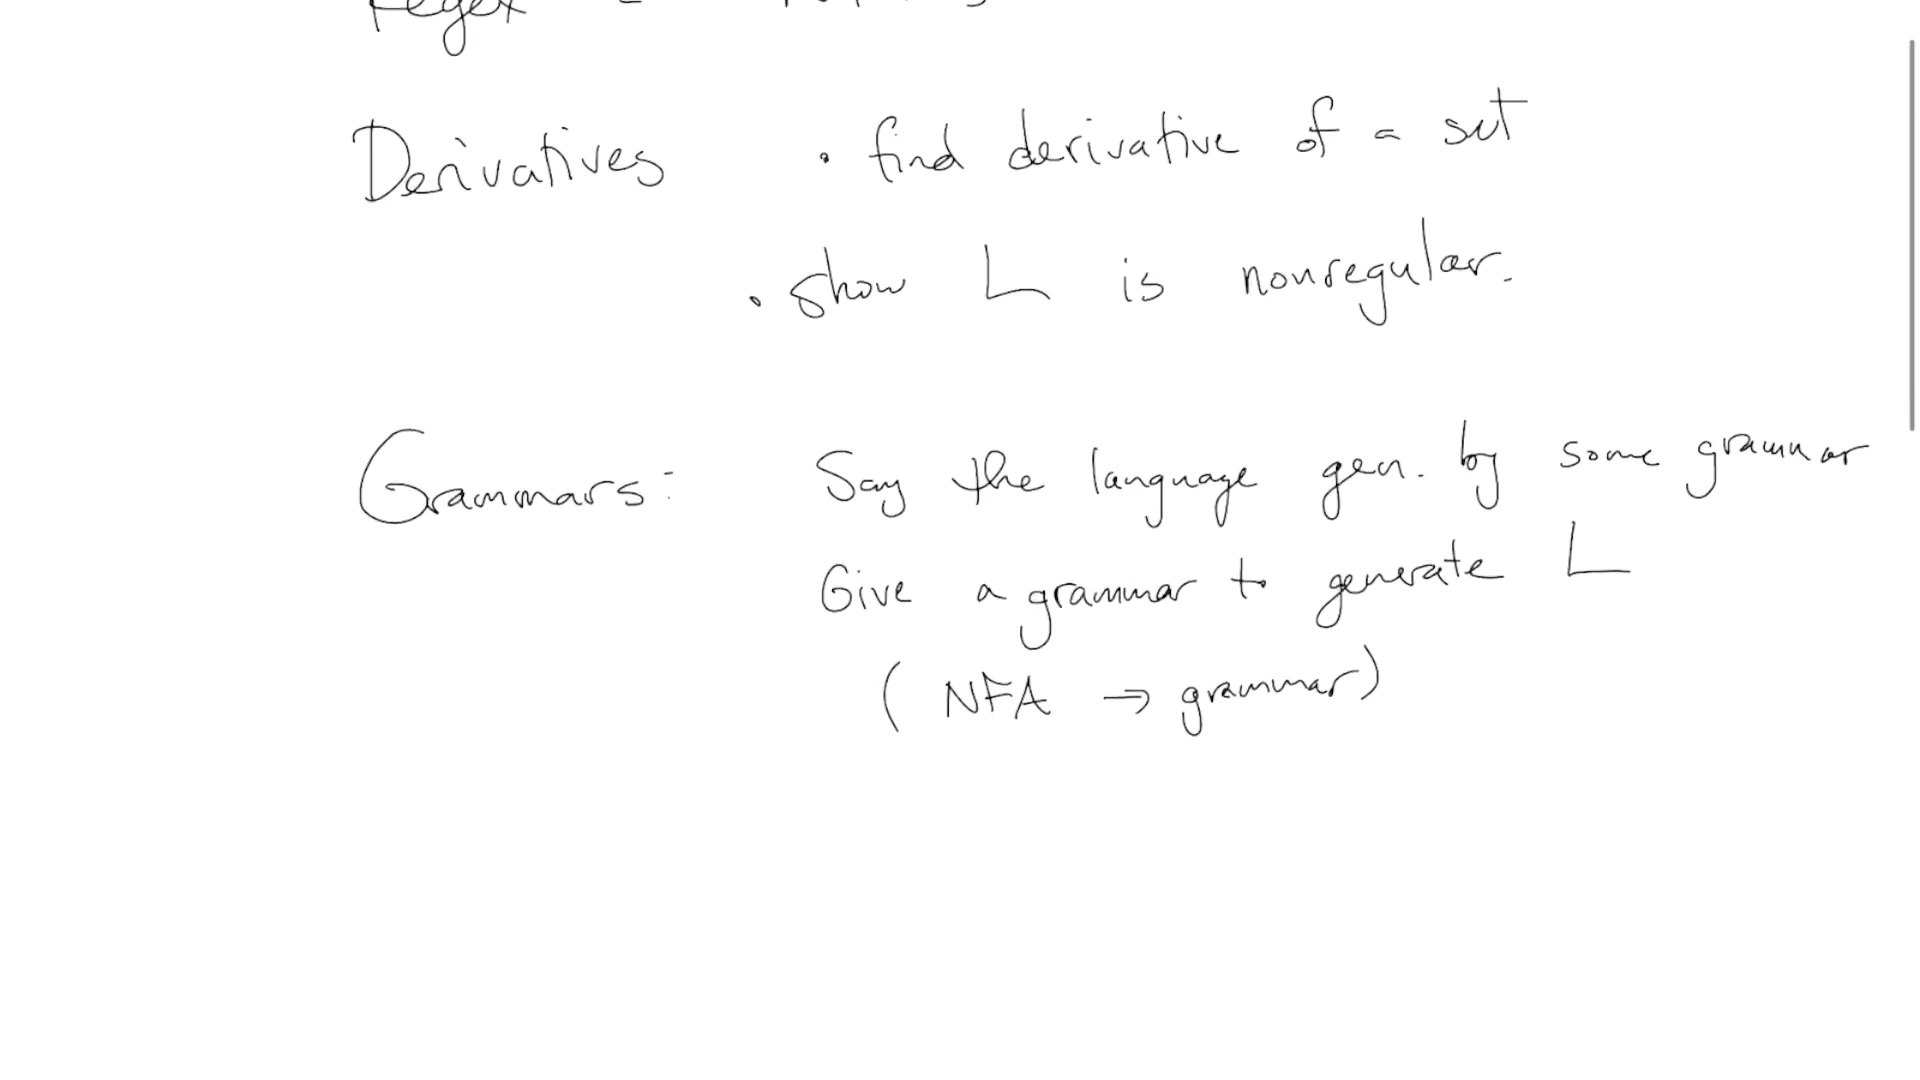 Regex
Derivatives • find derivative of a set
• show L is nonregular.
Grammars: Say the language gen. by some grammar
Give a grammar to generate L
( NFA → grammar)